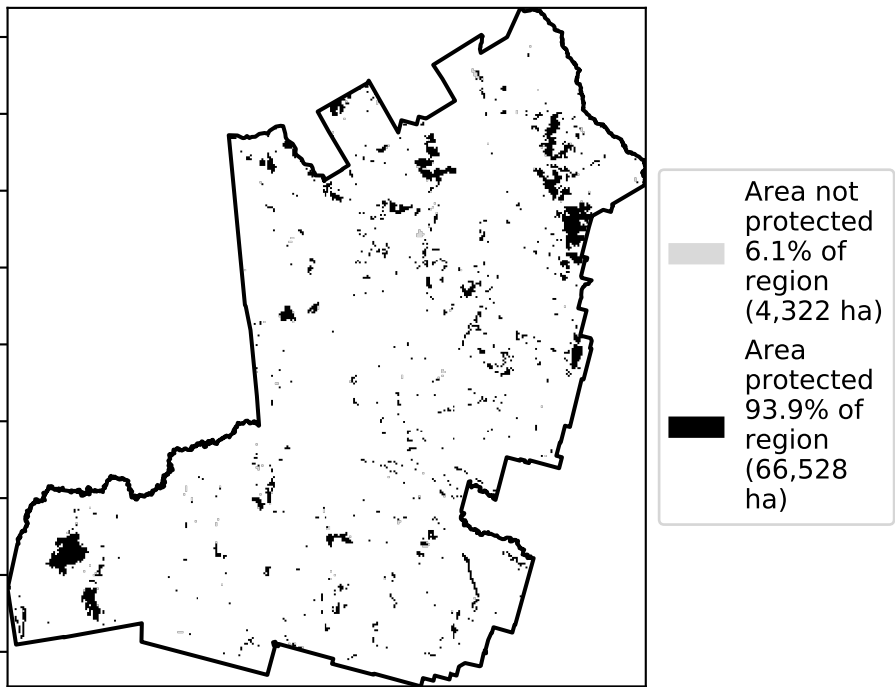 Area not
protected
6.1% of
region
(4,322 ha)
Area
protected
93.9% of
region
(66,528
ha)